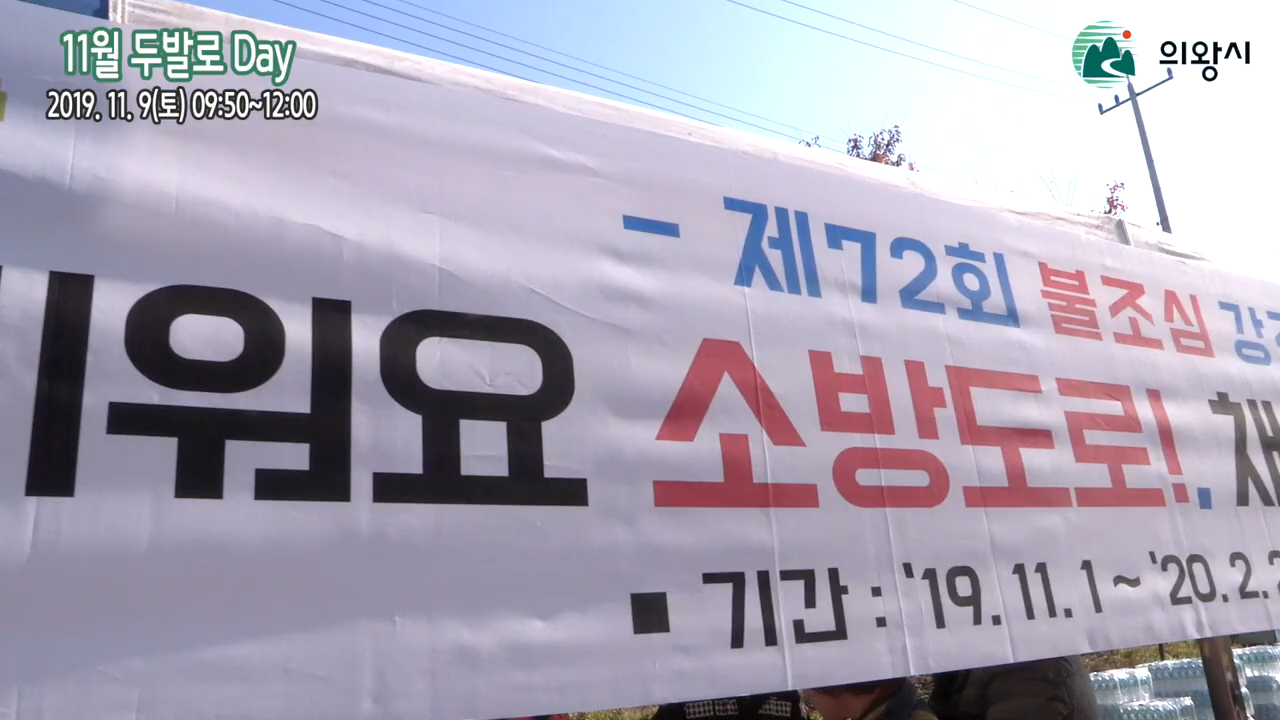 11월 두발로 Day
2019. 11. 9(토) 09:50~12:00
의왕시
- 제72회 불조심 강
워요 소방도로!,
■ 기간 : '19. 11. 1 ~ '20. 2.